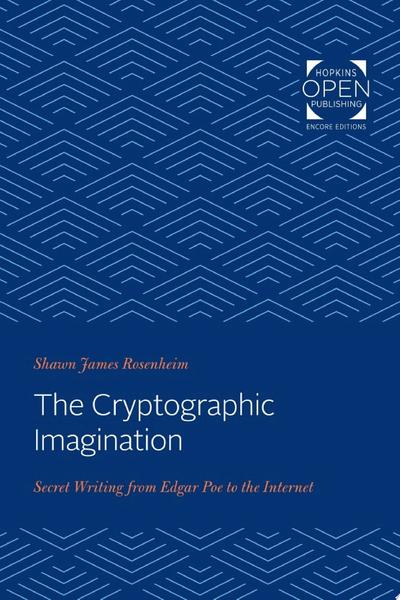 HOPKINS
OPEN
PUBLISHING
ENCORE EDITIONS
Shawn James Rosenheim
The Cryptographic
Imagination
Secret Writing from Edgar Poe to the Internet